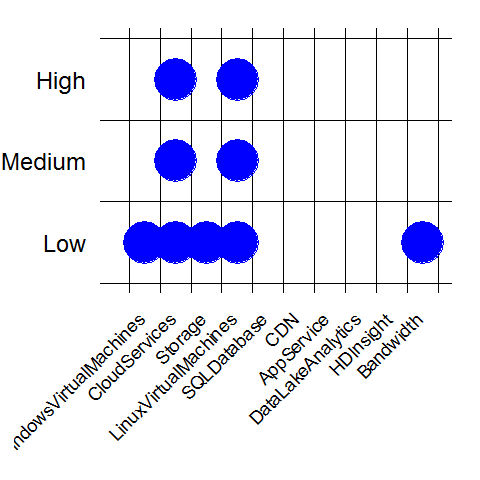 High
Medium
Low
ndowsVirtualMachines
CloudServices
Storage
LinuxVirtualMachines
SQLDatabase
CDN
AppService
DataLakeAnalytics
HDInsight
Bandwidth